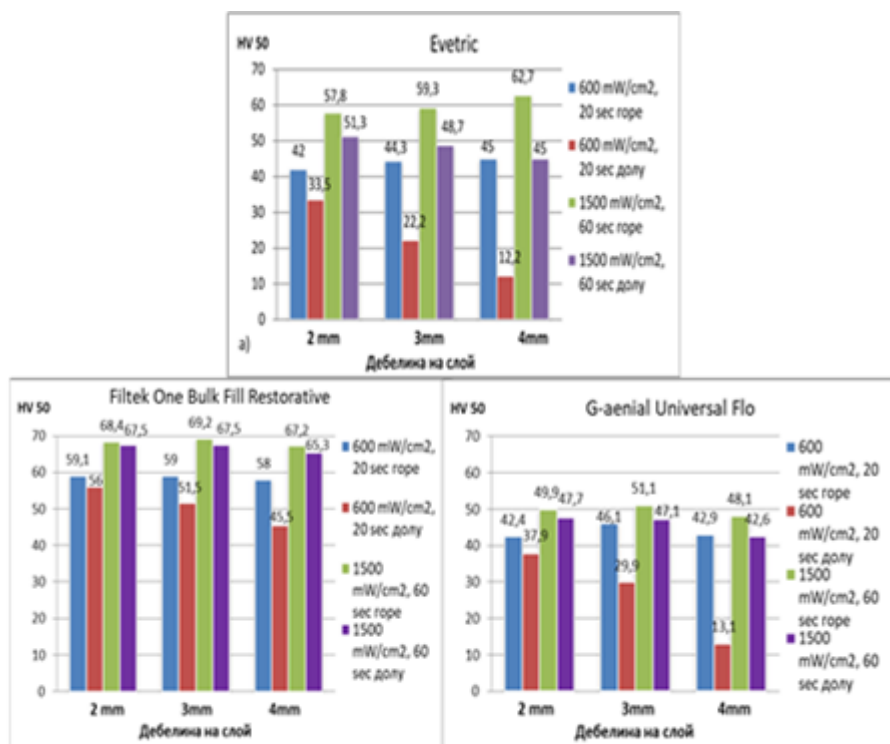 HV 50
Evetric
70
60
50
40
30
20
10
0
42
33,5
57,8
51,3
44,3
22,2
59,3
48,7
45
12,2
62,7
45
2 mm
3mm
4mm
Дебелина на слой
а)
600 mW/cm2,
20 sec горе
600 mW/cm2,
20 sec долу
1500 mW/cm2,
60 sec горе
1500 mW/cm2,
60 sec долу
Filtek One Bulk Fill Restorative
HV 50
70
60
50
40
30
20
10
0
59,1
56
68,4
67,5
59
51,5
69,2
67,5
58
45,5
67,2
65,3
2 mm
3mm
4mm
Дебелина на слой
600 mW/cm2,
20 sec горе
600 mW/cm2,
20 sec долу
1500
mW/cm2, 60
sec горе
1500
mW/cm2, 60
sec долу
HV 50
G-aenial Universal Flo
70
60
50
40
30
20
10
0
42,4
37,9
49,9
47,7
46,1
29,9
51,1
47,1
42,9
13,1
48,1
42,6
2 mm
3mm
4mm
Дебелина на слой
600
mW/cm2, 20
sec горе
600
mW/cm2, 20
sec долу
1500
mW/cm2, 60
sec горе
1500
mW/cm2, 60
sec долу